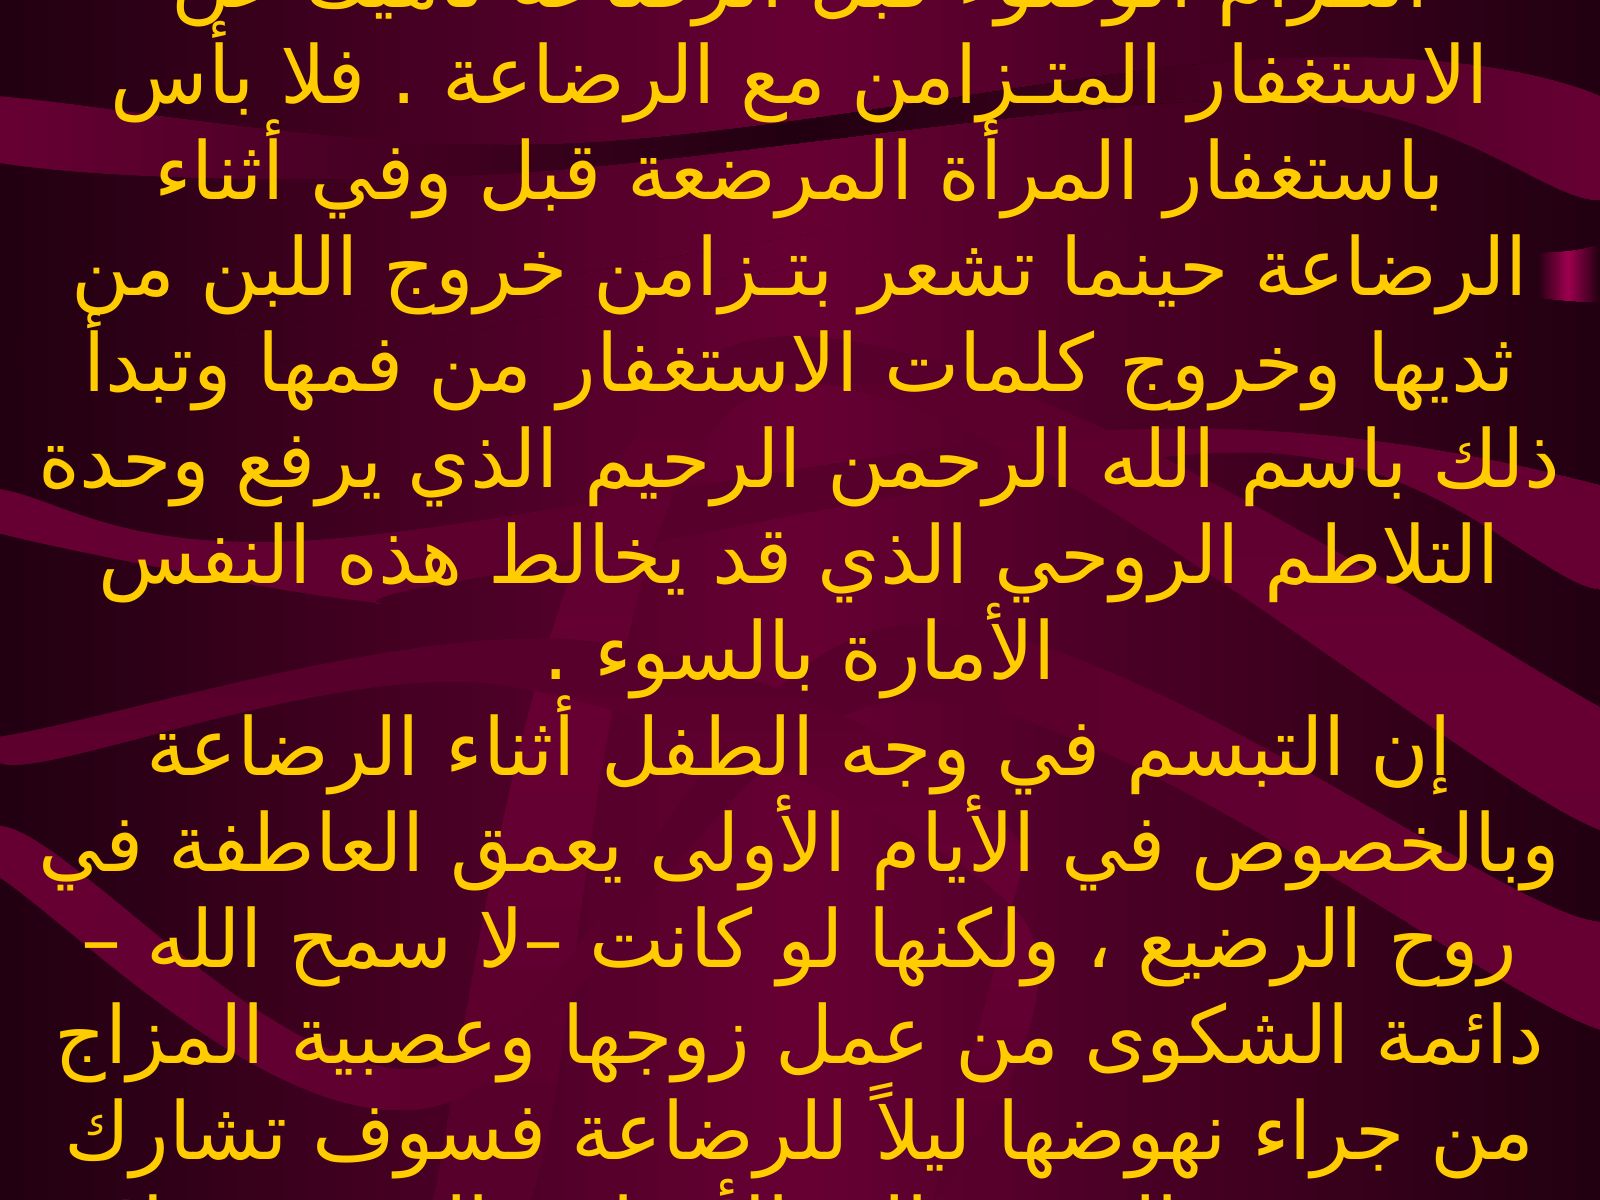 الاستغفار المتـزامن مع الرضاعة . فلا بأس
باستغفار المرأة المرضعة قبل وفي أثناء
الرضاعة حينما تشعر بتـزامن خروج اللبن من
ثديها وخروج كلمات الاستغفار من فمها وتبدأ
ذلك باسم الله الرحمن الرحيم الذي يرفع وحدة
التلاطم الروحي الذي قد يخالط هذه النفس
الأمارة بالسوء .
إن التبسم في وجه الطفل أثناء الرضاعة
وبالخصوص في الأيام الأولى يعمق العاطفة في
روح الرضيع ، ولكنها لو كانت –لا سمح الله –
دائمة الشكوى من عمل زوجها وعصبية المزاج
من جراء نهوضها ليلاً للرضاعة فسوف تشارك